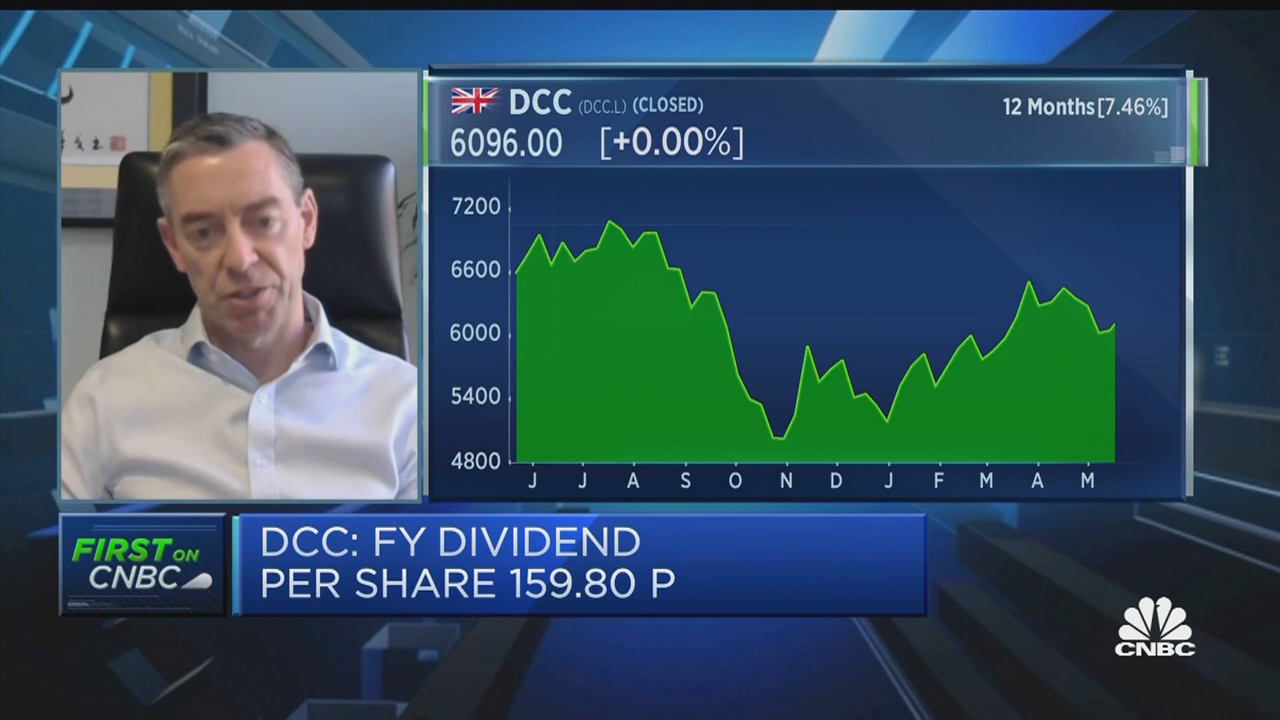 DCC (DCC.L) (CLOSED)
12 Months[7.46%]
6096.00 [+0.00%]
7200
6600
6000
5400
4800
J J A S O N D J F M A M
FIRST ON
CNBC
DCC: FY DIVIDEND
PER SHARE 159.80 P
CNBC